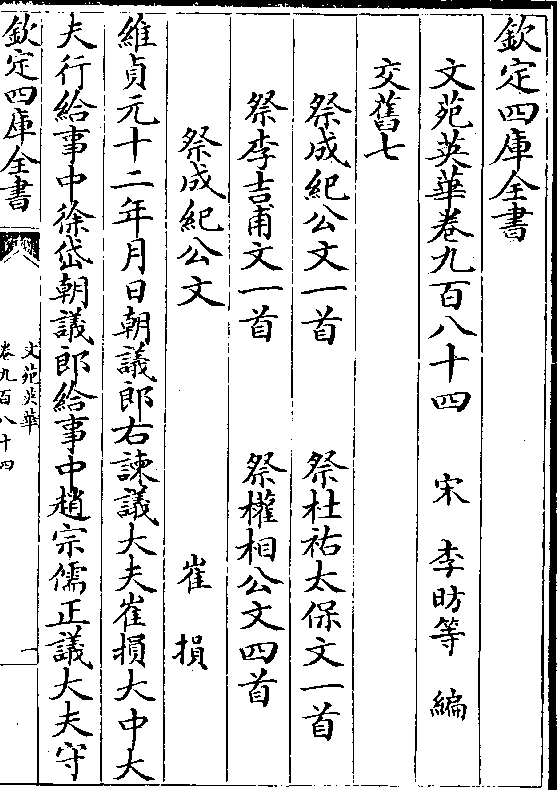 欽定四庫全書
文苑英華卷九百八十四 宋 李昉等 編
交舊七
祭成紀公文一首 祭杜祐太保文一首
祭李吉甫文一首 祭權相公文四首
祭成紀公文 崔損
維貞元十二年月日朝議郎右諫議大夫崔損大中大
夫行給事中徐岱朝議郎給事中趙宗儒正議大夫守
欽定四庫全書
文苑英華
卷九百八十四
一